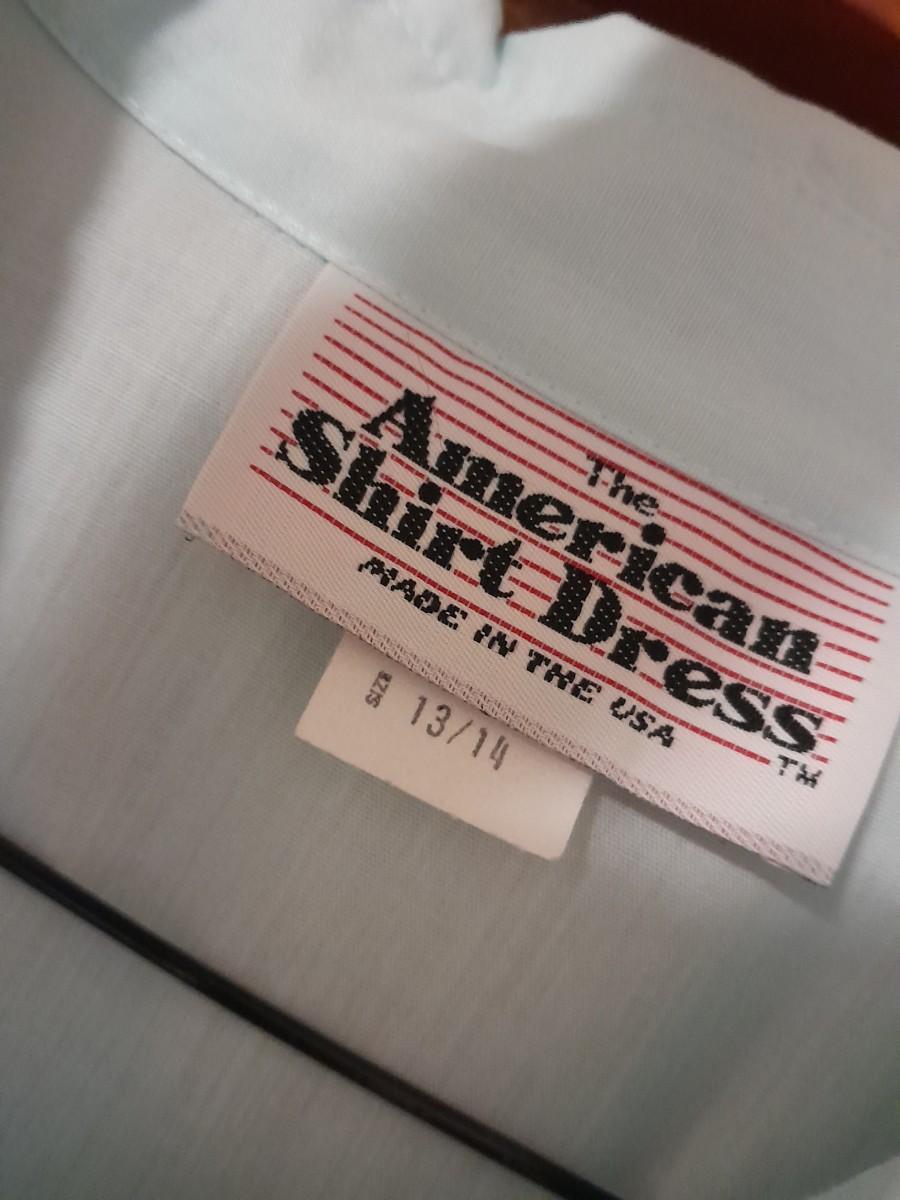 The
American
Shirt Dress
TM
MADE IN THE USA
SIZE 13/14